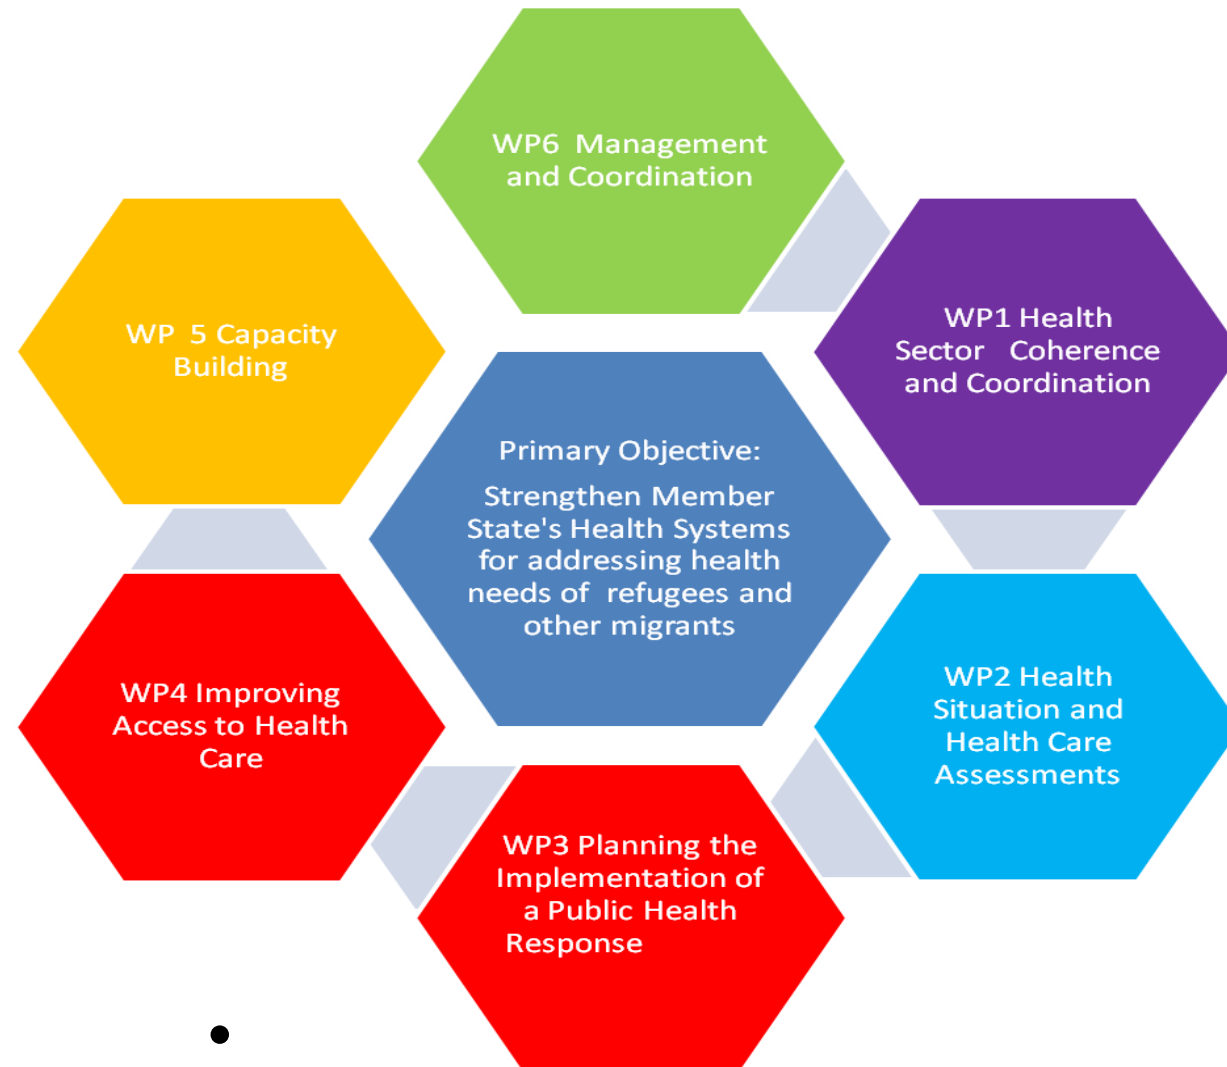 WP6  Management
and Coordination
WP1 Health
Sector   Coherence
and Coordination
WP2 Health
Situation and
Health Care
Assessments
WP3 Planning the
Implementation of
a Public Health
Response
WP4 Improving
Access to Health
Care
WP  5 Capacity
Building
Primary Objective:
Strengthen Member
State's Health Systems
for addressing health
needs of  refugees and
other migrants
•